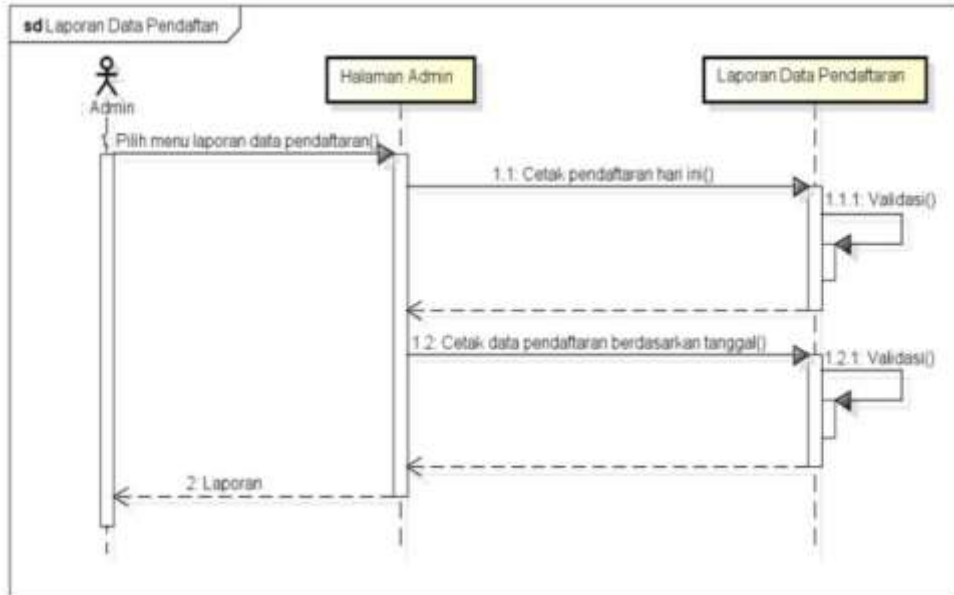 sd Laporan Data Pendaftan
Halaman Admin
Laporan Data Pendaftaran
: Admin
Pilih menu laporan data pendaftaran()
1.1: Cetak pendaftaran hari ini()
1.1.1: Validasi()
1.2: Cetak data pendaftaran berdasarkan tanggal()
1.2.1: Validasi()
2: Laporan